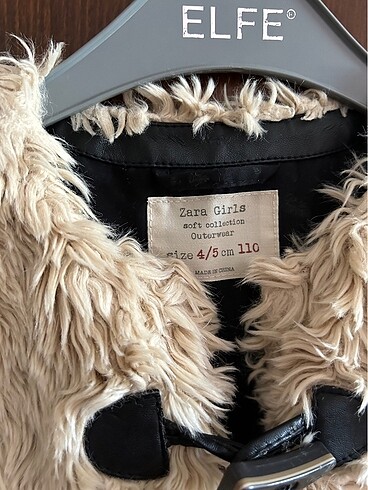 ELFE®
Zara Girls
soft collection
Outerwear
size 4/5 cm 110
MADE IN CHINA